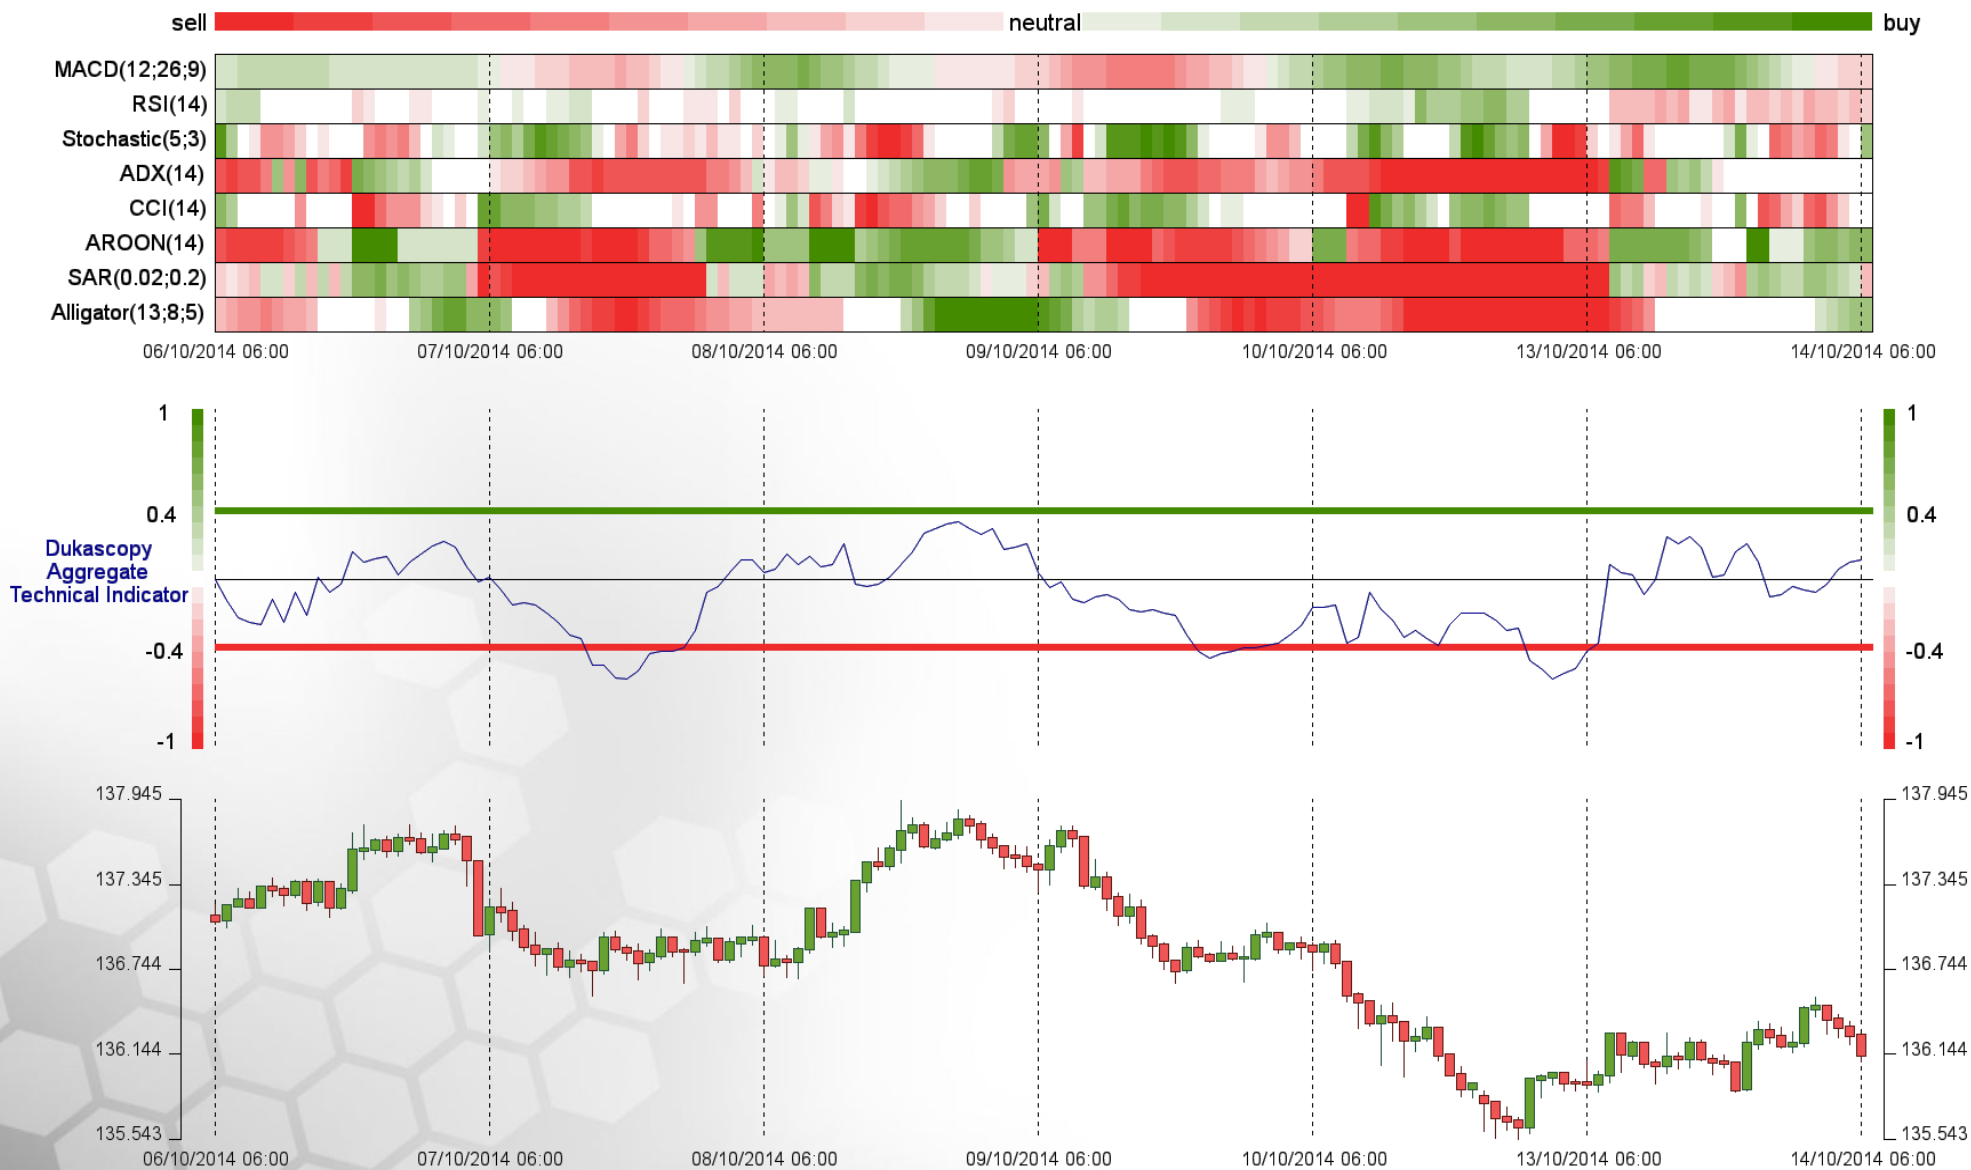 sell neutral buy
MACD(12;26;9)
RSI(14)
Stochastic(5;3)
ADX(14)
CCI(14)
AROON(14)
SAR(0.02;0.2)
Alligator(13;8;5)
06/10/2014 06:00 07/10/2014 06:00 08/10/2014 06:00 09/10/2014 06:00 10/10/2014 06:00 13/10/2014 06:00 14/10/2014 06:00
1 1
0.4 0.4
Dukascopy
Aggregate
Technical Indicator
-0.4 -0.4
-1 -1
137.945 137.945
137.345 137.345
136.744 136.744
136.144 136.144
135.543 135.543
06/10/2014 06:00 07/10/2014 06:00 08/10/2014 06:00 09/10/2014 06:00 10/10/2014 06:00 13/10/2014 06:00 14/10/2014 06:00